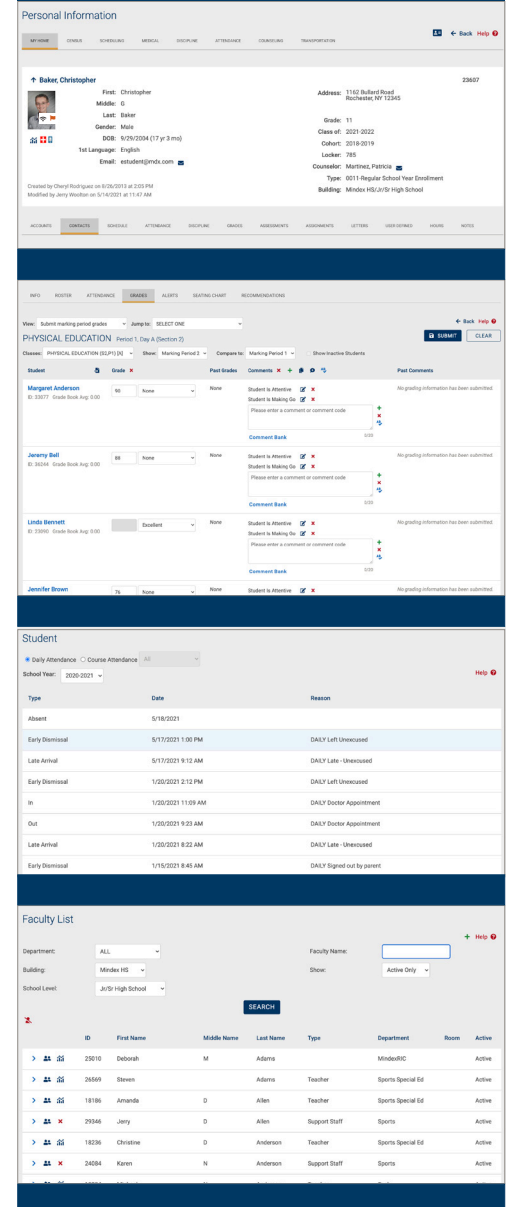 Personal Information
← Back Help
MY HOME CENSUS SCHEDULING MEDICAL DISCIPLINE ATTENDANCE COUNSELING TRANSPORTATION
↑ Baker, Christopher 23607
First: Christopher
Middle: G
Last: Baker
Gender: Male
DOB: 9/29/2004 (17 yr 3 mo)
1st Language: English
Email: estudent@mdx.com
Address: 1162 Bullard Road
Rochester, NY 12345
Grade: 11
Class of: 2021-2022
Cohort: 2018-2019
Locker: 785
Counselor: Martinez, Patricia
Type: 0011-Regular School Year Enrollment
Building: Mindex HS/Jr/Sr High School
Created by Cheryl Rodriguez on 8/26/2013 at 2:05 PM
Modified by Jerry Woolton on 5/14/2021 at 11:47 AM
ACCOUNTS CONTACTS SCHEDULE ATTENDANCE DISCIPLINE GRADES ASSESSMENTS ASSIGNMENTS LETTERS USER DEFINED HOURS NOTES
INFO ROSTER ATTENDANCE GRADES ALERTS SEATING CHART RECOMMENDATIONS
← Back Help
View: Submit marking period grades Jump to: SELECT ONE
PHYSICAL EDUCATION Period 1, Day A (Section 2) SUBMIT CLEAR
Classes: PHYSICAL EDUCATION (S2,P1) [A] Show: Marking Period 2 Compare to: Marking Period 1 Show Inactive Students
Student Grade Past Grades Comments Past Comments
Margaret Anderson 90 None None Student Is Attentive No grading information has been submitted.
ID: 33077 Grade Book Avg: 0.00 Student Is Making Go
Please enter a comment or comment code
Comment Bank 0/20
Jeremy Ball 88 None None Student Is Attentive No grading information has been submitted.
ID: 36244 Grade Book Avg: 0.00 Student Is Making Go
Please enter a comment or comment code
Comment Bank 0/20
Linda Bennett Excellent None Student Is Attentive No grading information has been submitted.
ID: 23090 Grade Book Avg: 0.00 Student Is Making Go
Please enter a comment or comment code
Comment Bank 0/20
Jennifer Brown 76 None None Student Is Attentive No grading information has been submitted.
Student
Daily Attendance Course Attendance All
School Year: 2020-2021 Help
Type Date Reason
Absent 5/18/2021
Early Dismissal 5/17/2021 1:00 PM DAILY Left Unexcused
Late Arrival 5/17/2021 9:12 AM DAILY Late - Unexcused
Early Dismissal 1/20/2021 2:12 PM DAILY Left Unexcused
In 1/20/2021 11:09 AM DAILY Doctor Appointment
Out 1/20/2021 9:23 AM DAILY Doctor Appointment
Late Arrival 1/20/2021 8:22 AM DAILY Late - Unexcused
Early Dismissal 1/15/2021 8:45 AM DAILY Signed out by parent
Faculty List
+ Help
Department: ALL Faculty Name:
Building: Mindex HS Show: Active Only
School Level: Jr/Sr High School
SEARCH
ID First Name Middle Name Last Name Type Department Room Active
25010 Deborah M Adams MindexRIC Active
26569 Steven Adams Teacher Sports Special Ed Active
18186 Amanda D Allen Teacher Sports Special Ed Active
29346 Jerry D Allen Support Staff Sports Active
18236 Christine D Anderson Teacher Sports Special Ed Active
24084 Karen N Anderson Support Staff Sports Active